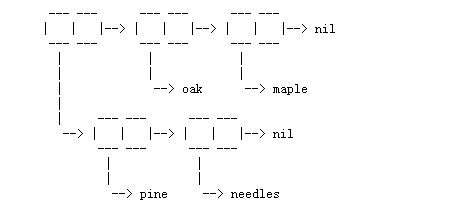 --- ---      --- ---      --- ---
|   |   |--> |   |   |--> |   |   |--> nil
--- ---      --- ---      --- ---
|            |            |
|            |            |
|            --> oak      --> maple
|
|    --- ---      --- ---
--> |   |   |--> |   |   |--> nil
--- ---      --- ---
|            |
|            |
--> pine     --> needles